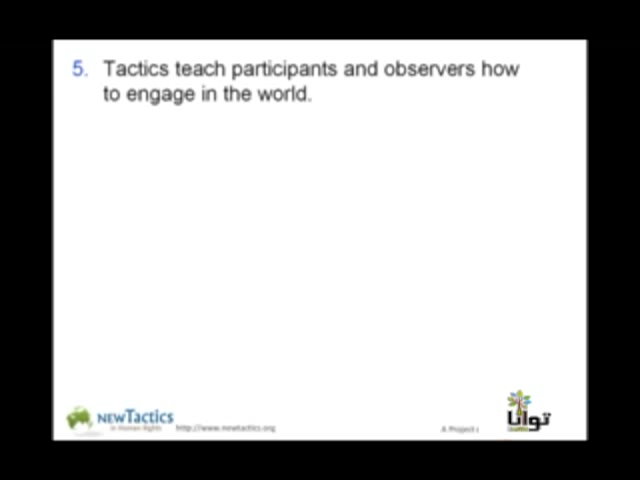 5. Tactics teach participants and observers how
to engage in the world.
NEWTactics
in Human Rights
http://www.newtactics.org
A Project
توانا